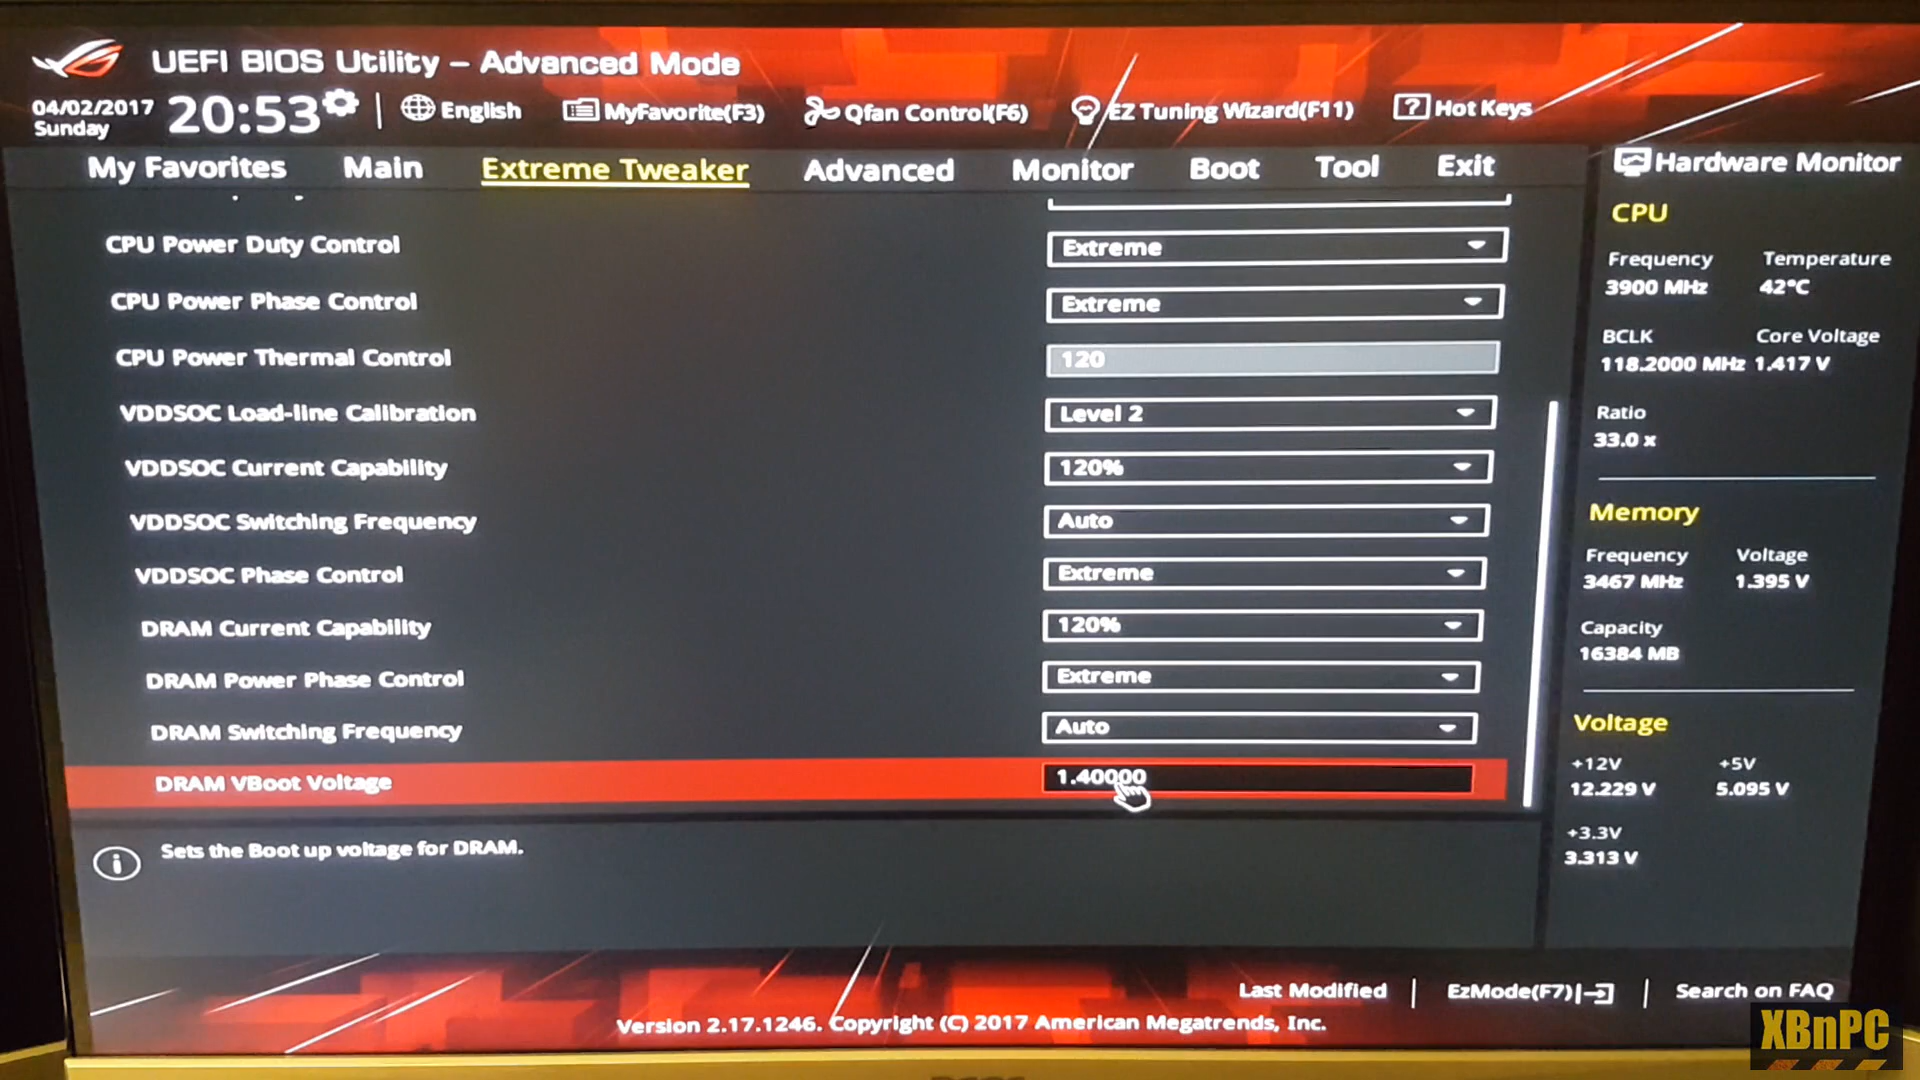 UEFI BIOS Utility – Advanced Mode
04/02/2017
Sunday
20:53
English
MyFavorite(F3)
Qfan Control(F6)
EZ Tuning Wizard(F11)
Hot Keys
My Favorites
Main
Extreme Tweaker
Advanced
Monitor
Boot
Tool
Exit
CPU Power Duty Control
Extreme
CPU Power Phase Control
Extreme
CPU Power Thermal Control
120
VDDSOC Load-line Calibration
Level 2
VDDSOC Current Capability
120%
VDDSOC Switching Frequency
Auto
VDDSOC Phase Control
Extreme
DRAM Current Capability
120%
DRAM Power Phase Control
Extreme
DRAM Switching Frequency
Auto
DRAM VBoot Voltage
1.40000
Sets the Boot up voltage for DRAM.
Hardware Monitor
CPU
Frequency Temperature
3900 MHz 42°C
BCLK Core Voltage
118.2000 MHz 1.417 V
Ratio
33.0 x
Memory
Frequency Voltage
3467 MHz 1.395 V
Capacity
16384 MB
Voltage
+12V +5V
12.229 V 5.095 V
+3.3V
3.313 V
Last Modified
EzMode(F7)
Search on FAQ
Version 2.17.1246. Copyright (C) 2017 American Megatrends, Inc.
XBnPC